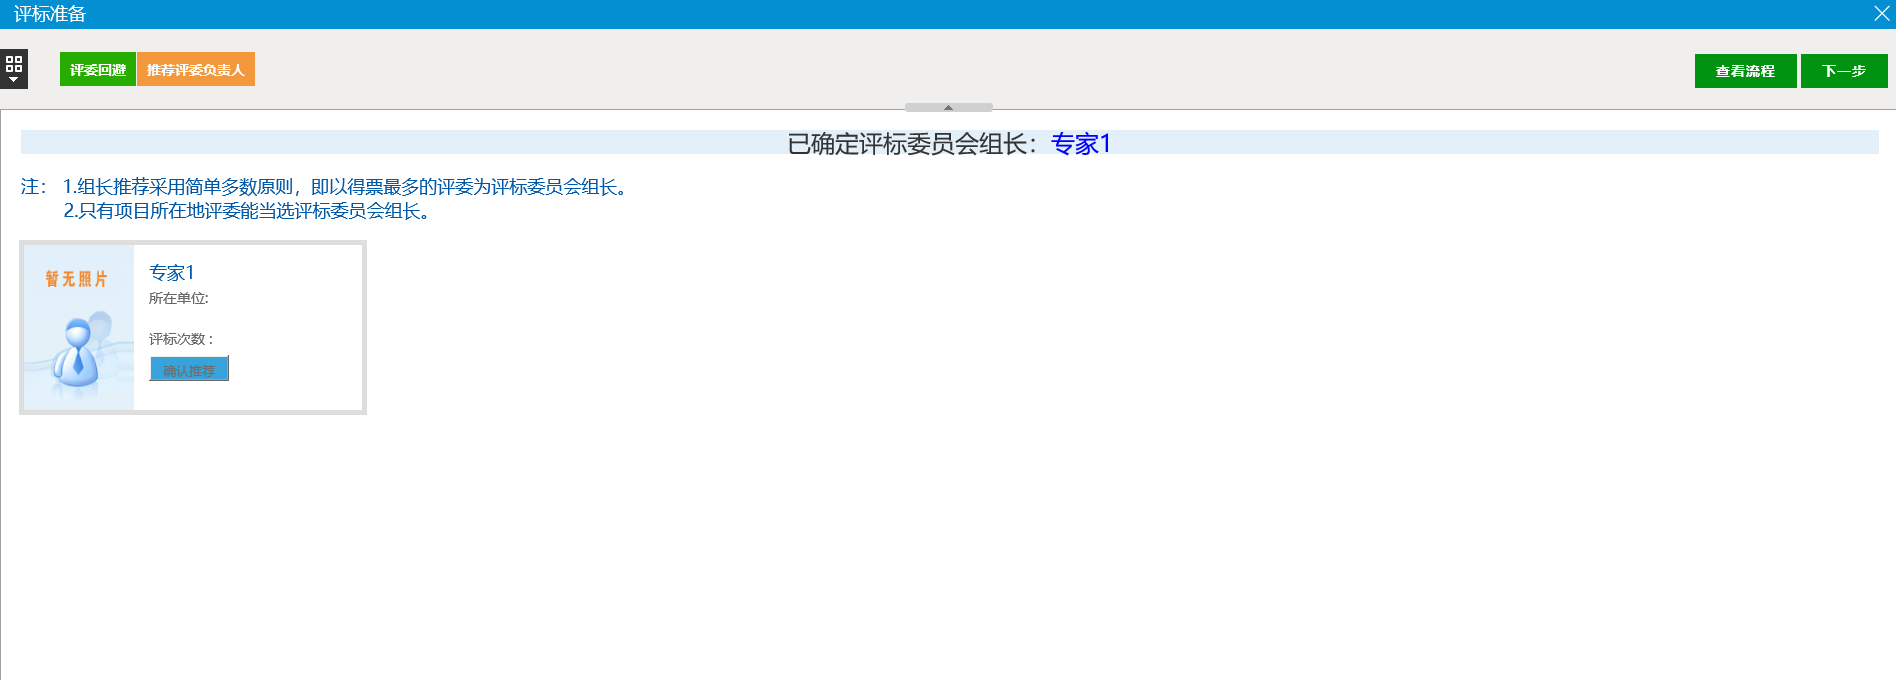 评标准备
评委回避 推荐评委负责人 查看流程 下一步
已确定评标委员会组长：专家1
注： 1.组长推荐采用简单多数原则，即以得票最多的评委为评标委员会组长。
2.只有项目所在地评委能当选评标委员会组长。
暂无照片
专家1
所在单位:
评标次数：
确认推荐